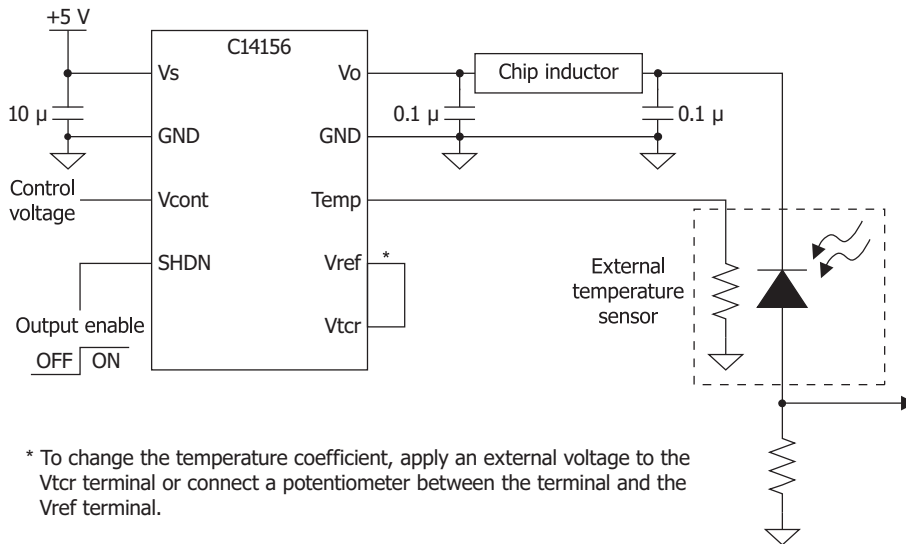 +5 V
C14156
Vs
Vo
Chip inductor
10 µ
0.1 µ
0.1 µ
GND
GND
Control
voltage
Vcont
Temp
SHDN
Vref
*
External
temperature
sensor
Vtcr
Output enable
OFF
ON
* To change the temperature coefficient, apply an external voltage to the
Vtcr terminal or connect a potentiometer between the terminal and the
Vref terminal.